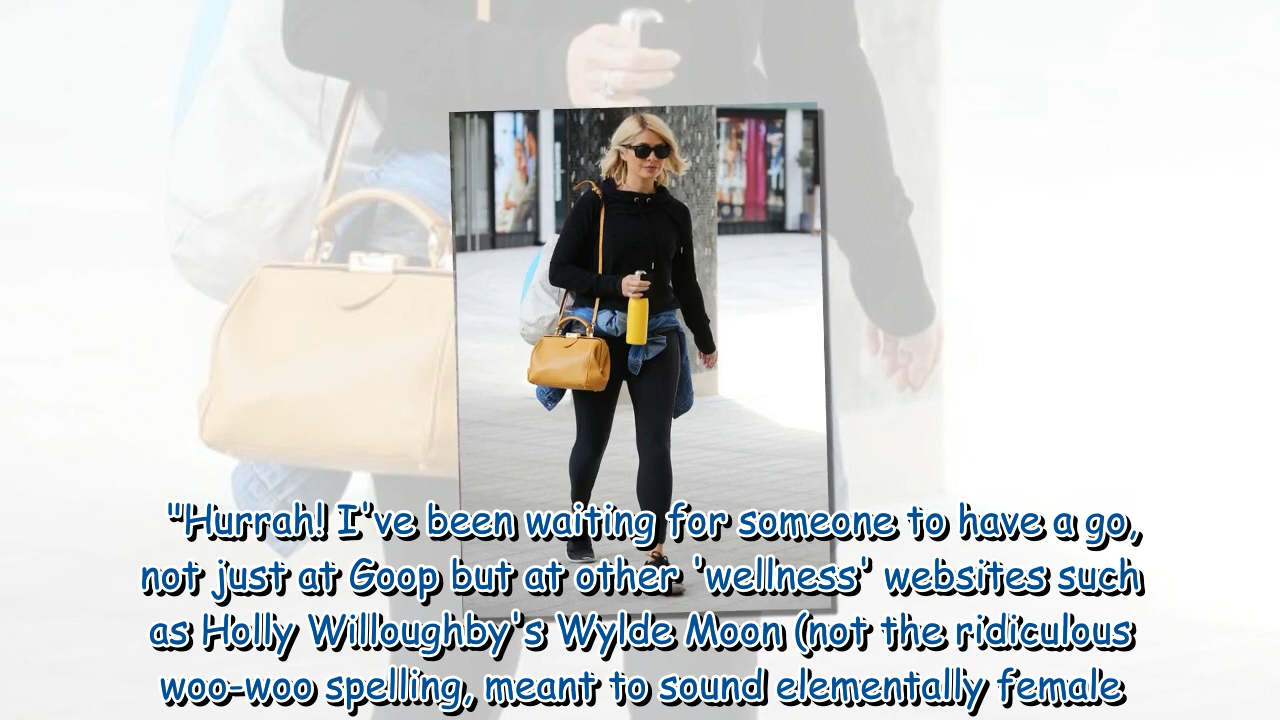 "Hurrah! I've been waiting for someone to have a go,
not just at Goop but at other 'wellness' websites such
as Holly Willoughby's Wylde Moon (not the ridiculous
woo-woo spelling, meant to sound elementally female